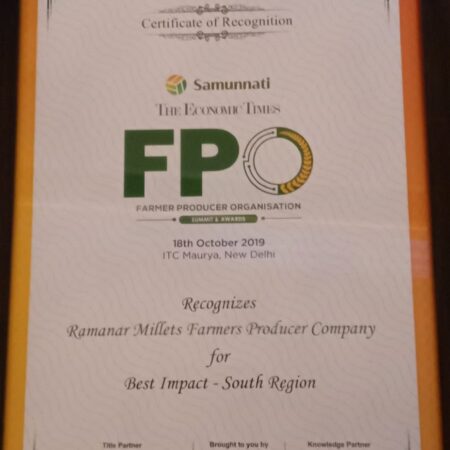 Certificate of Recognition
Samunnati
THE ECONOMIC TIMES
FPO
FARMER PRODUCER ORGANISATION
SUMMIT & AWARDS
18th October 2019
ITC Maurya, New Delhi
Recognizes
Ramanar Millets Farmers Producer Company
for
Best Impact - South Region
Title Partner Brought to you by Knowledge Partner